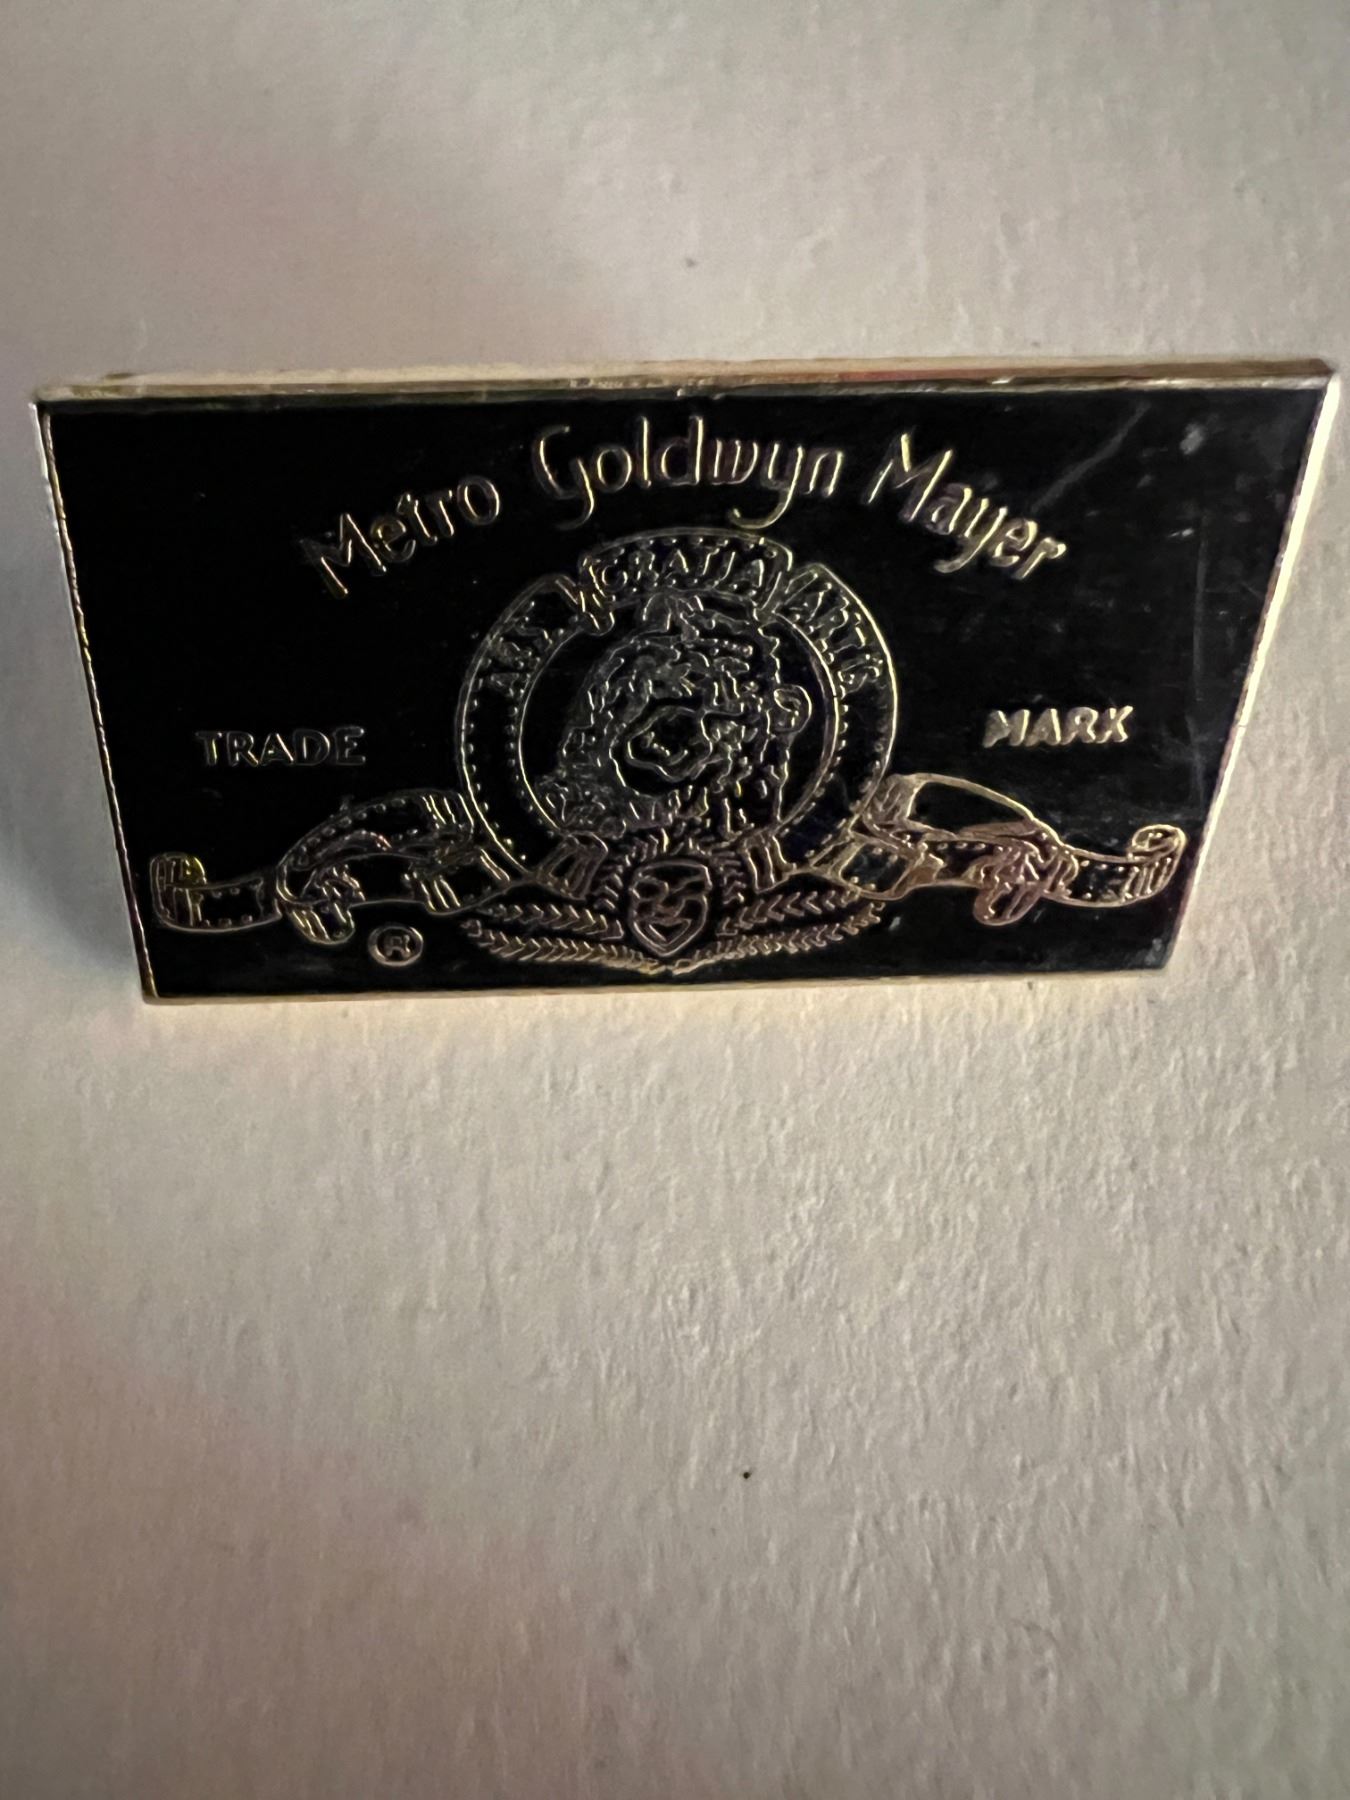 Metro Goldwyn Mayer
ARS GRATIA ARTIS
TRADE MARK
®